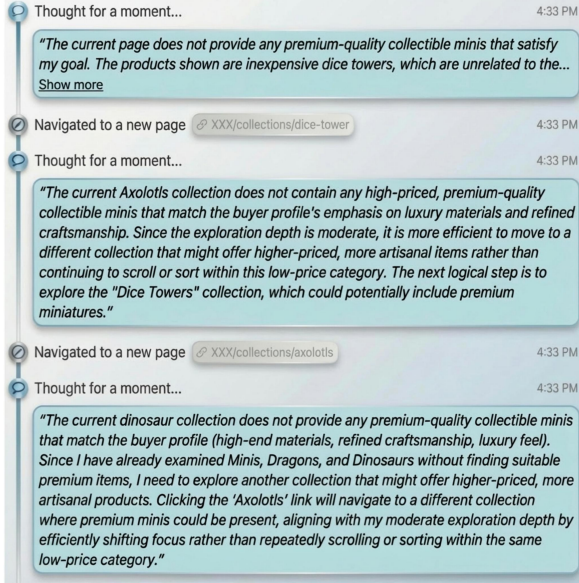 Thought for a moment... 4:33 PM
"The current page does not provide any premium-quality collectible minis that satisfy
my goal. The products shown are inexpensive dice towers, which are unrelated to the...
Show more
Navigated to a new page XXX/collections/dice-tower 4:33 PM
Thought for a moment... 4:33 PM
"The current Axolotls collection does not contain any high-priced, premium-quality
collectible minis that match the buyer profile's emphasis on luxury materials and refined
craftsmanship. Since the exploration depth is moderate, it is more efficient to move to a
different collection that might offer higher-priced, more artisanal items rather than
continuing to scroll or sort within this low-price category. The next logical step is to
explore the "Dice Towers" collection, which could potentially include premium
miniatures."
Navigated to a new page XXX/collections/axolotls 4:33 PM
Thought for a moment... 4:33 PM
"The current dinosaur collection does not provide any premium-quality collectible minis
that match the buyer profile (high-end materials, refined craftsmanship, luxury feel).
Since I have already examined Minis, Dragons, and Dinosaurs without finding suitable
premium items, I need to explore another collection that might offer higher-priced, more
artisanal products. Clicking the 'Axolotls' link will navigate to a different collection
where premium minis could be present, aligning with my moderate exploration depth by
efficiently shifting focus rather than repeatedly scrolling or sorting within the same
low-price category."